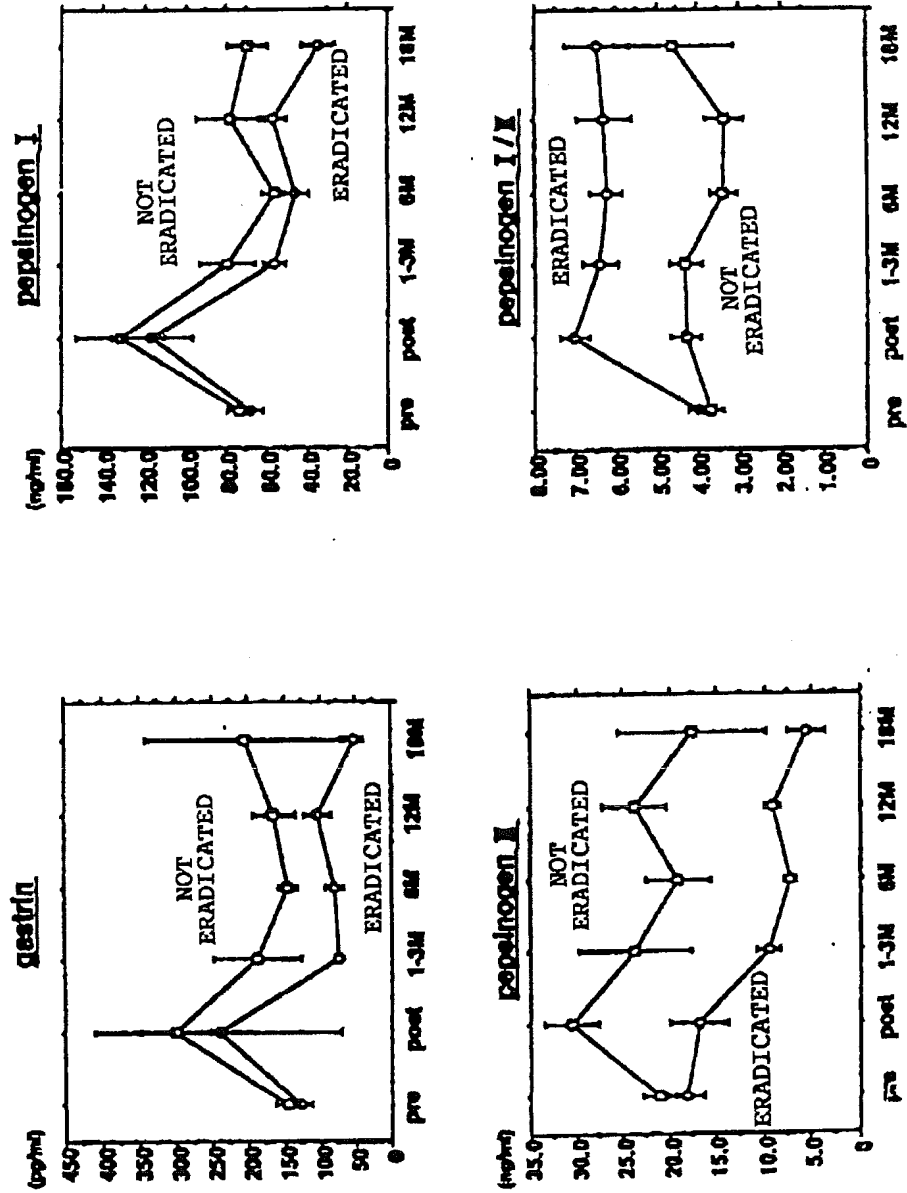 gastrin
(pg/ml)
450
400
350
300
250
200
150
100
50
0
NOT
ERADICATED
ERADICATED
pre post 1-3M 6M 12M 18M
pepsinogen I
(ng/ml)
160.0
140.0
120.0
100.0
80.0
60.0
40.0
20.0
0
NOT
ERADICATED
ERADICATED
pre post 1-3M 6M 12M 18M
pepsinogen II
(ng/ml)
35.0
30.0
25.0
20.0
15.0
10.0
5.0
0
NOT
ERADICATED
ERADICATED
pre post 1-3M 6M 12M 18M
pepsinogen I/II
8.00
7.00
6.00
5.00
4.00
3.00
2.00
1.00
0
ERADICATED
NOT
ERADICATED
pre post 1-3M 6M 12M 18M